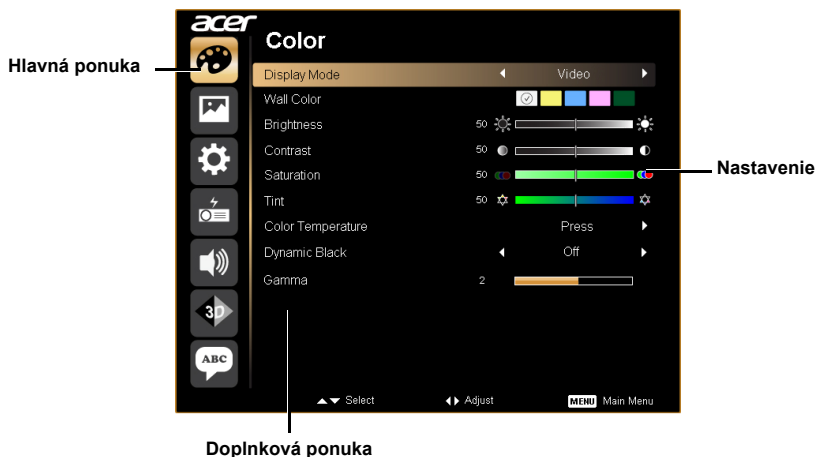 acer
Color
Hlavná ponuka
Display Mode Video
Wall Color
Brightness 50
Contrast 50
Saturation 50
Nastavenie
Tint 50
Color Temperature Press
Dynamic Black Off
Gamma 2
3D
ABC
Select Adjust MENU Main Menu
Doplnková ponuka